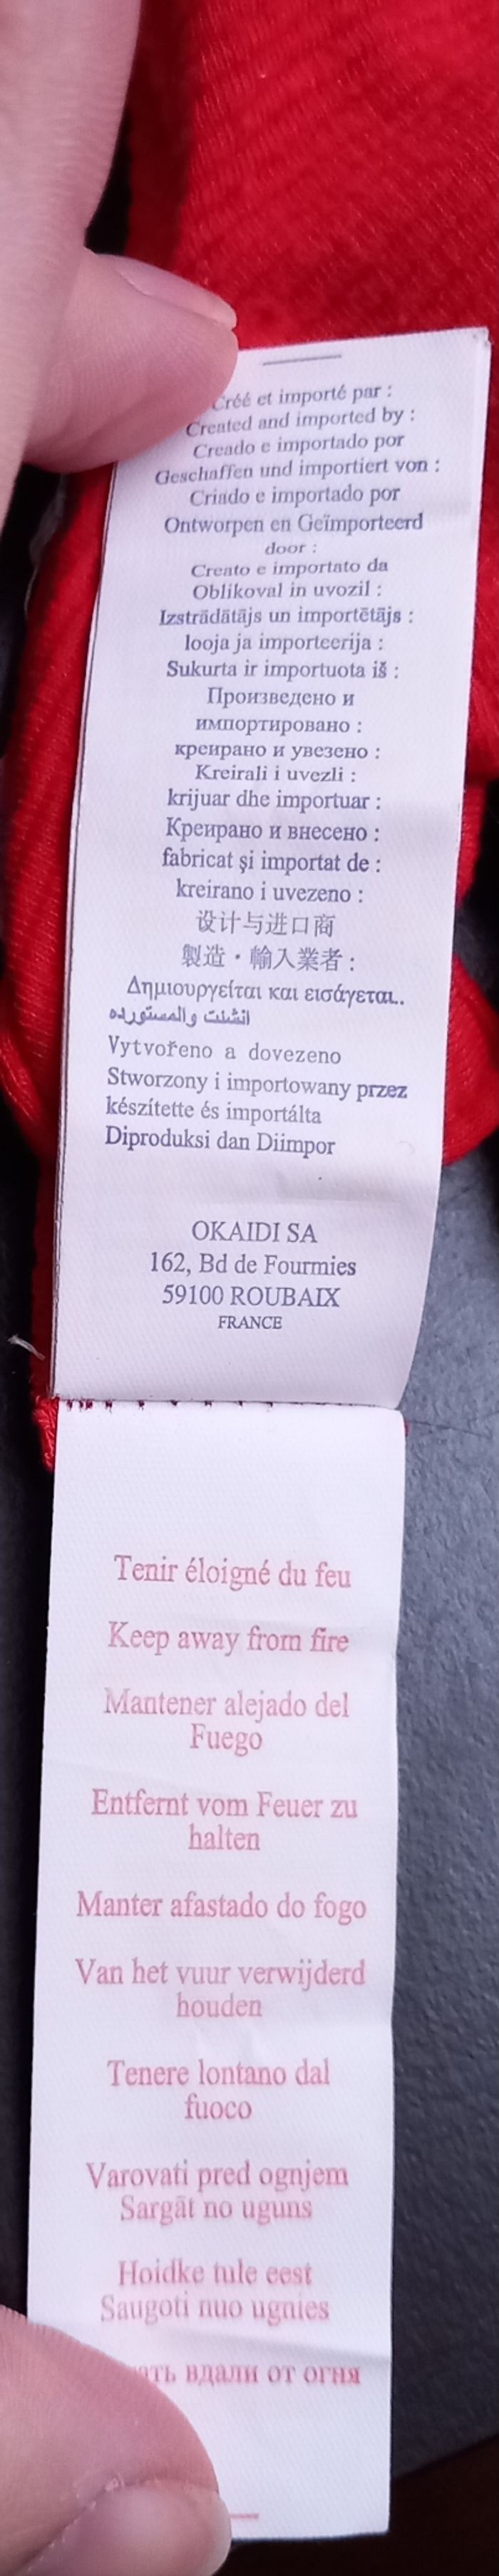 Créé et importé par :
Created and imported by :
Creado e importado por
Geschaffen und importiert von :
Criado e importado por
Ontworpen en Geïmporteerd
door :
Creato e importato da
Oblikoval in uvozil :
Izstrādātājs un importētājs :
looja ja importeerija :
Sukurta ir importuota iš :
Произведено и
импортировано :
креирано и увезено :
Kreirali i uvezli :
krijuar dhe importuar :
Креирано и внесено :
fabricat şi importat de :
kreirano i uvezeno :
设计与进口商
製造・輸入業者 :
Δημιουργείται και εισάγεται..
انشئت والمستورده
Vytvořeno a dovezeno
Stworzony i importowany przez
készítette és importálta
Diproduksi dan Diimpor
OKAIDI SA
162, Bd de Fourmies
59100 ROUBAIX
FRANCE
Tenir éloigné du feu
Keep away from fire
Mantener alejado del
Fuego
Entfernt vom Feuer zu
halten
Manter afastado do fogo
Van het vuur verwijderd
houden
Tenere lontano dal
fuoco
Varovati pred ognjem
Sargāt no uguns
Hoidke tule eest
Saugoti nuo ugnies
вдали от огня